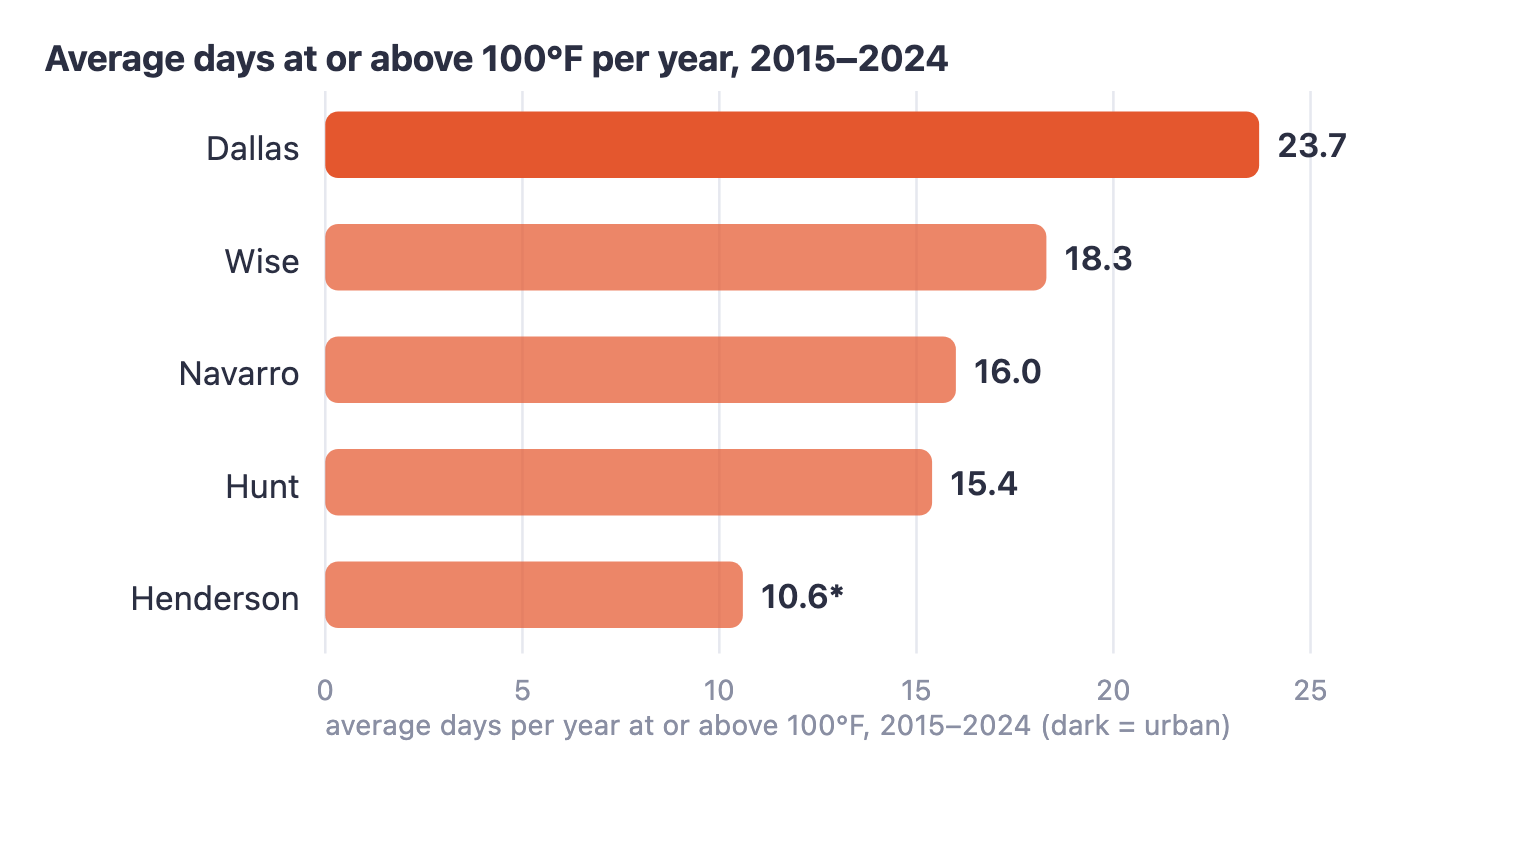 Average days at or above 100°F per year, 2015–2024
Dallas 23.7
Wise 18.3
Navarro 16.0
Hunt 15.4
Henderson 10.6*
0 5 10 15 20 25
average days per year at or above 100°F, 2015–2024 (dark = urban)